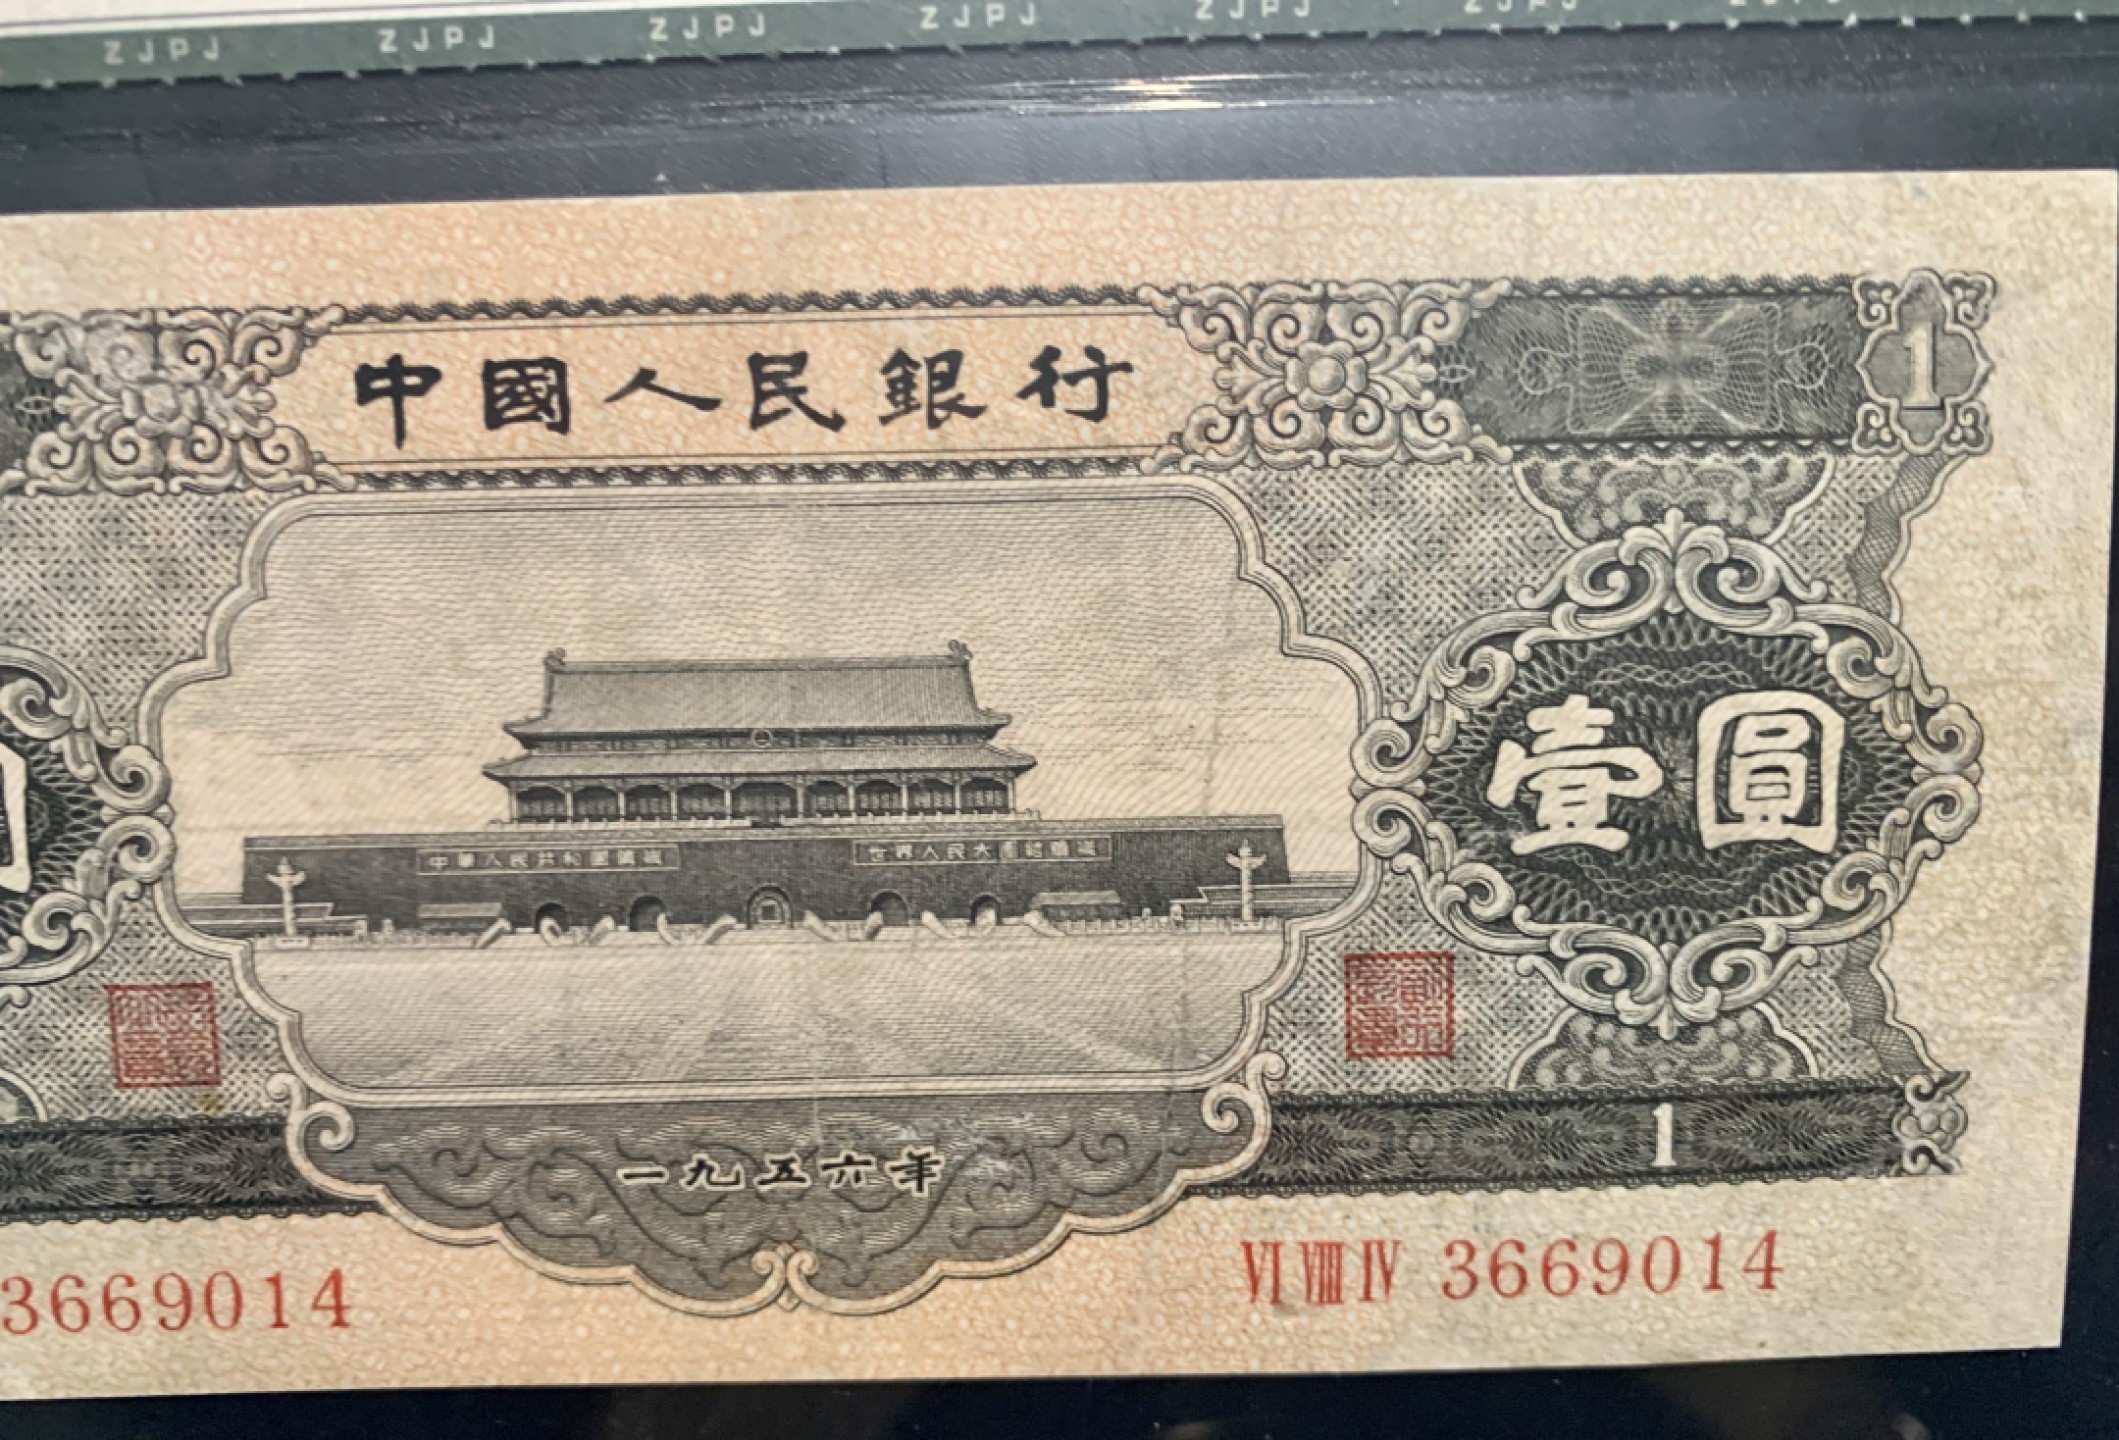 ZJPJ ZJPJ ZJPJ ZJPJ ZJPJ ZJPJ
中國人民銀行
1
壹圓
中華人民共和國萬歲
世界人民大團結萬歲
1
一九五六年
3669014
VI VIII IV 3669014